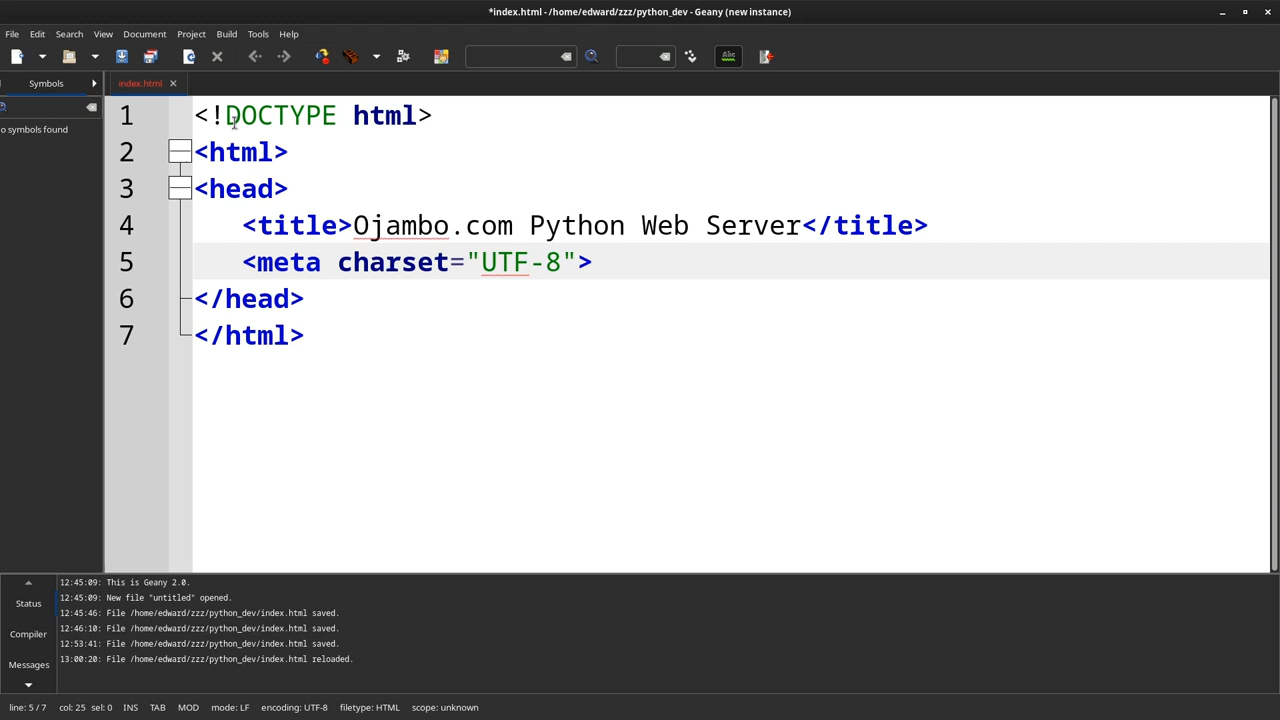 *index.html - /home/edward/zzz/python_dev - Geany (new instance)
File Edit Search View Document Project Build Tools Help
Abc
Symbols index.html
o symbols found
1 <!DOCTYPE html>
2 <html>
3 <head>
4 <title>Ojambo.com Python Web Server</title>
5 <meta charset="UTF-8">
6 </head>
7 </html>
Status
Compiler
Messages
12:45:09: This is Geany 2.0.
12:45:09: New file "untitled" opened.
12:45:46: File /home/edward/zzz/python_dev/index.html saved.
12:46:10: File /home/edward/zzz/python_dev/index.html saved.
12:53:41: File /home/edward/zzz/python_dev/index.html saved.
13:00:20: File /home/edward/zzz/python_dev/index.html reloaded.
line: 5 / 7 col: 25 sel: 0 INS TAB MOD mode: LF encoding: UTF-8 filetype: HTML scope: unknown